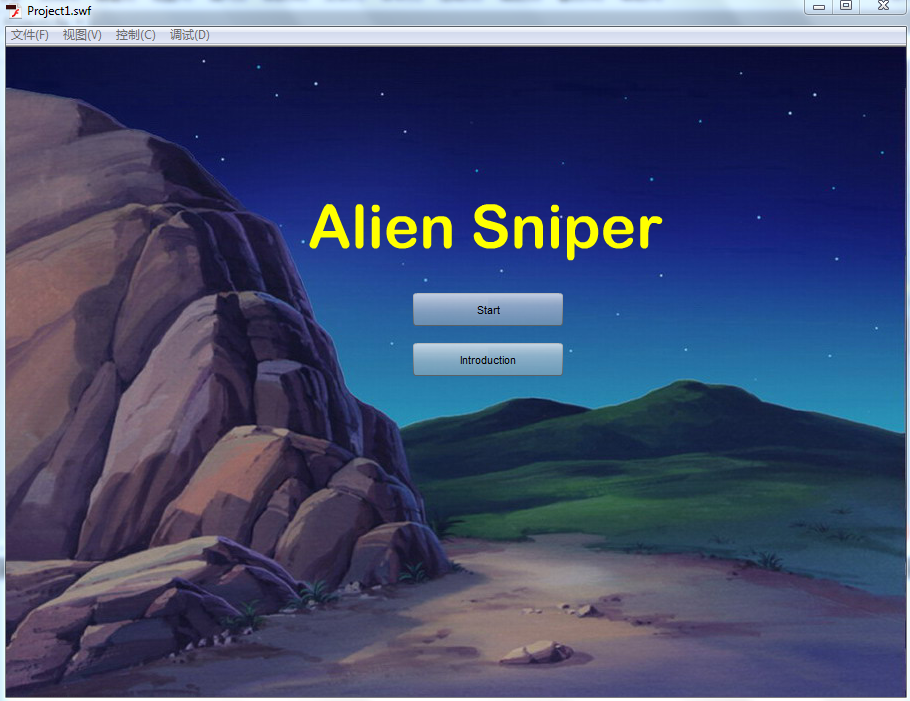 Project1.swf
文件(F) 视图(V) 控制(C) 调试(D)
Alien Sniper
Start
Introduction